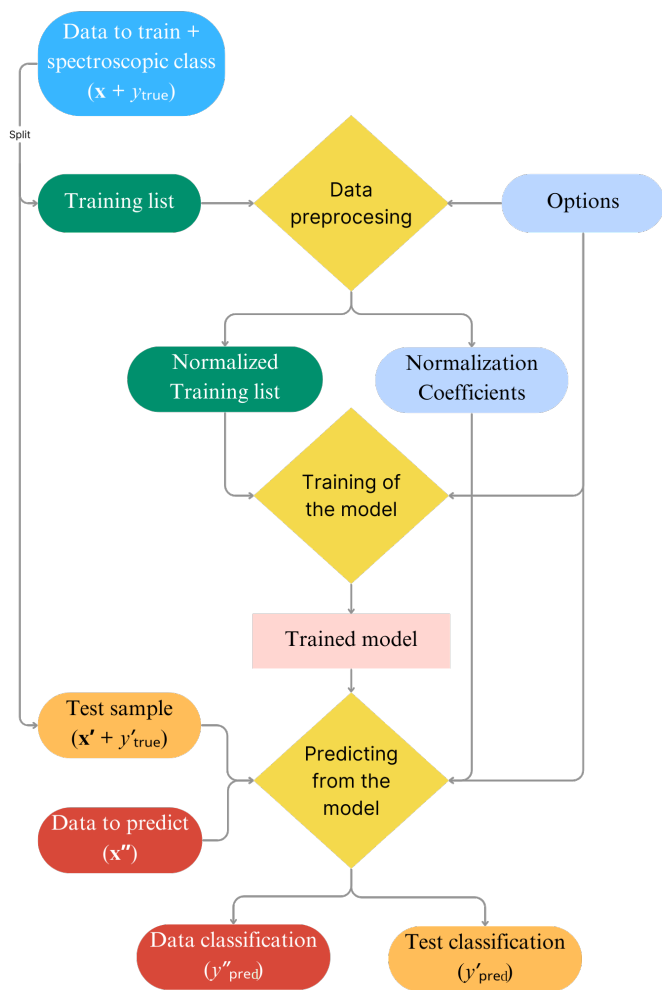 Data to train +
spectroscopic class
(x + y_true)
Split
Training list
Data
preprocesing
Options
Normalized
Training list
Normalization
Coefficients
Training of
the model
Trained model
Test sample
(x′ + y′_true)
Predicting
from the
model
Data to predict
(x″)
Data classification
(y″_pred)
Test classification
(y′_pred)